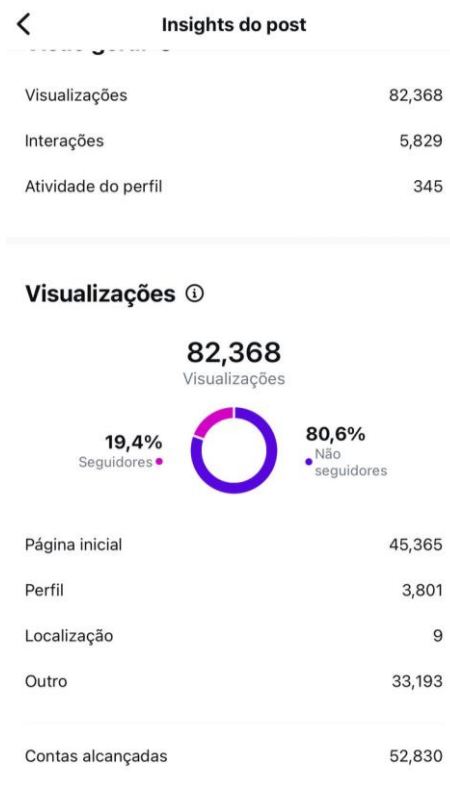 Insights do post
Visualizações 82,368
Interações 5,829
Atividade do perfil 345
Visualizações
82,368
Visualizações
19,4%
Seguidores
80,6%
Não
seguidores
Página inicial 45,365
Perfil 3,801
Localização 9
Outro 33,193
Contas alcançadas 52,830